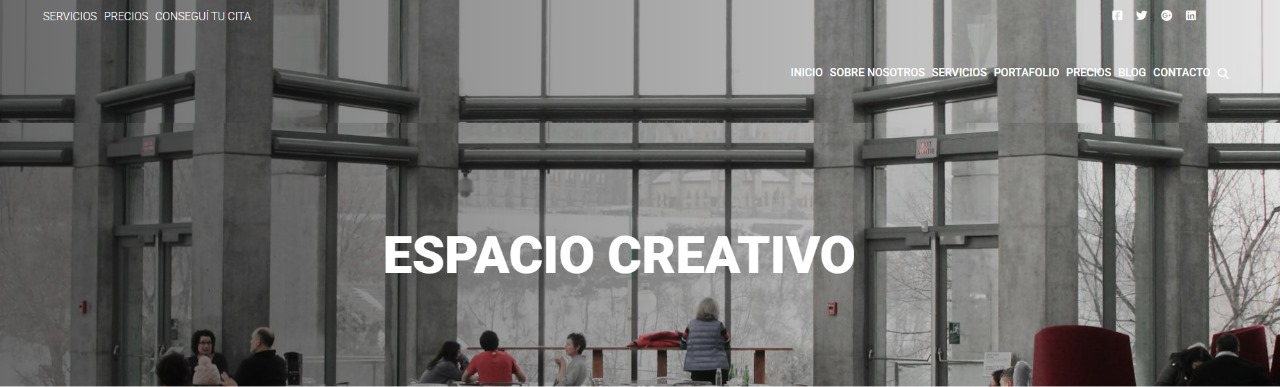 SERVICIOS PRECIOS CONSEGUÍ TU CITA
INICIO SOBRE NOSOTROS SERVICIOS PORTAFOLIO PRECIOS BLOG CONTACTO
ESPACIO CREATIVO